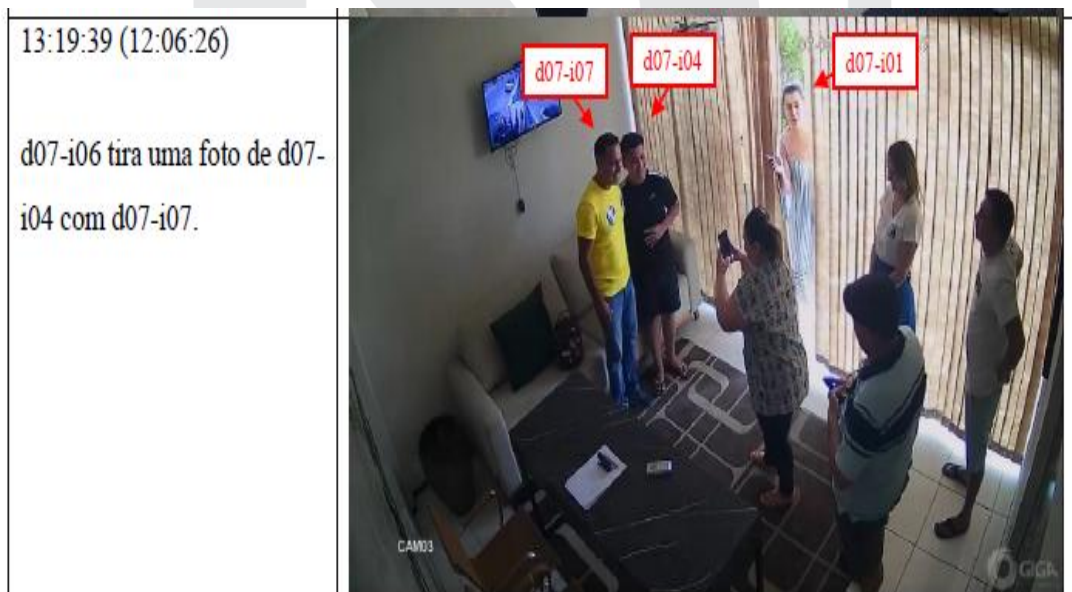 13:19:39 (12:06:26)
d07-i06 tira uma foto de d07-
i04 com d07-i07.
d07-i07
d07-i04
d07-i01
CAM03
GIGA